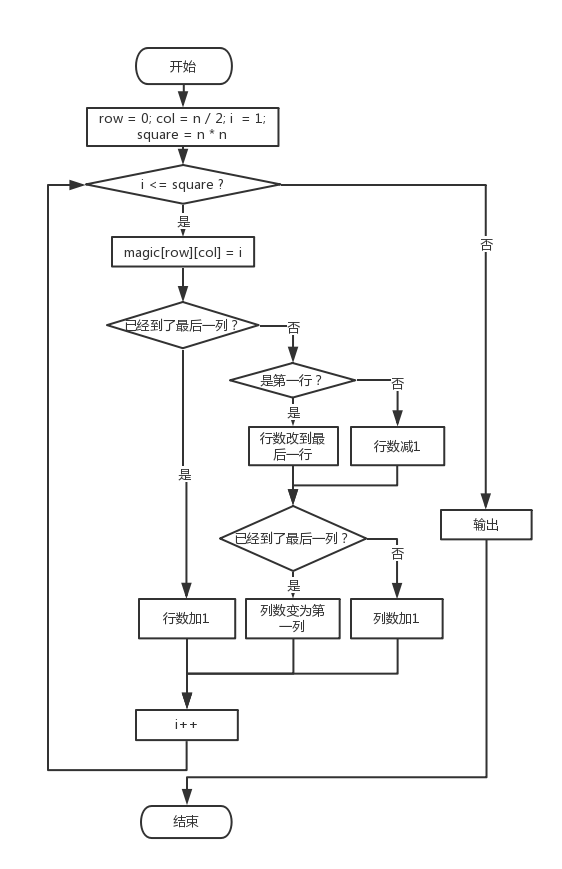 开始
row = 0; col = n / 2; i  = 1;
square = n * n
i <= square ?
是
否
magic[row][col] = i
已经到了最后一列？
否
是第一行？
否
是
行数改到最
后一行
行数减1
是
输出
已经到了最后一列？
否
是
行数加1
列数变为第
一列
列数加1
i++
结束